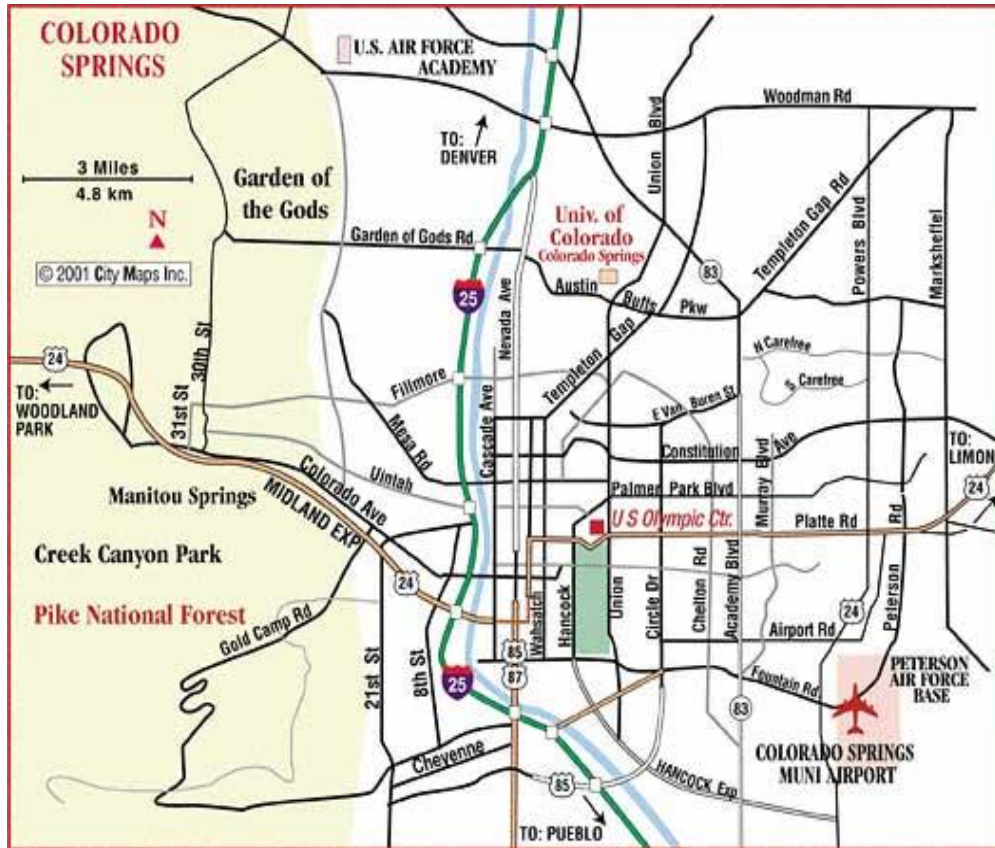 COLORADO
SPRINGS
U.S. AIR FORCE
ACADEMY
Woodman Rd
TO:
DENVER
Union Blvd
3 Miles
4.8 km
N
© 2001 City Maps Inc.
Garden of
the Gods
Garden of Gods Rd
Univ. of
Colorado
Colorado Springs
Templeton Gap Rd
Powers Blvd
Marksheffel
83
25
Nevada Ave
Austin
Bluffs
Pkw
Templeton Gap
N Carefree
S Carefree
24
TO:
WOODLAND
PARK
30th St
31st St
Fillmore
Mesa Rd
Cascade Ave
E Van Buren St
Constitution
Ave
TO:
LIMON
24
Colorado Ave
Uintah
Palmer Park Blvd
Murray Blvd
Manitou Springs
MIDLAND EXP
US Olympic Ctr.
Platte Rd
Rd
Creek Canyon Park
24
Pike National Forest
Gold Camp Rd
Wahsatch
Hancock
Union
Circle Dr
Chelton Rd
Academy Blvd
24
Peterson
Airport Rd
21st St
8th St
85
87
25
Fountain Rd
PETERSON
AIR FORCE
BASE
83
Cheyenne
COLORADO SPRINGS
MUNI AIRPORT
85
HANCOCK Exp
TO: PUEBLO